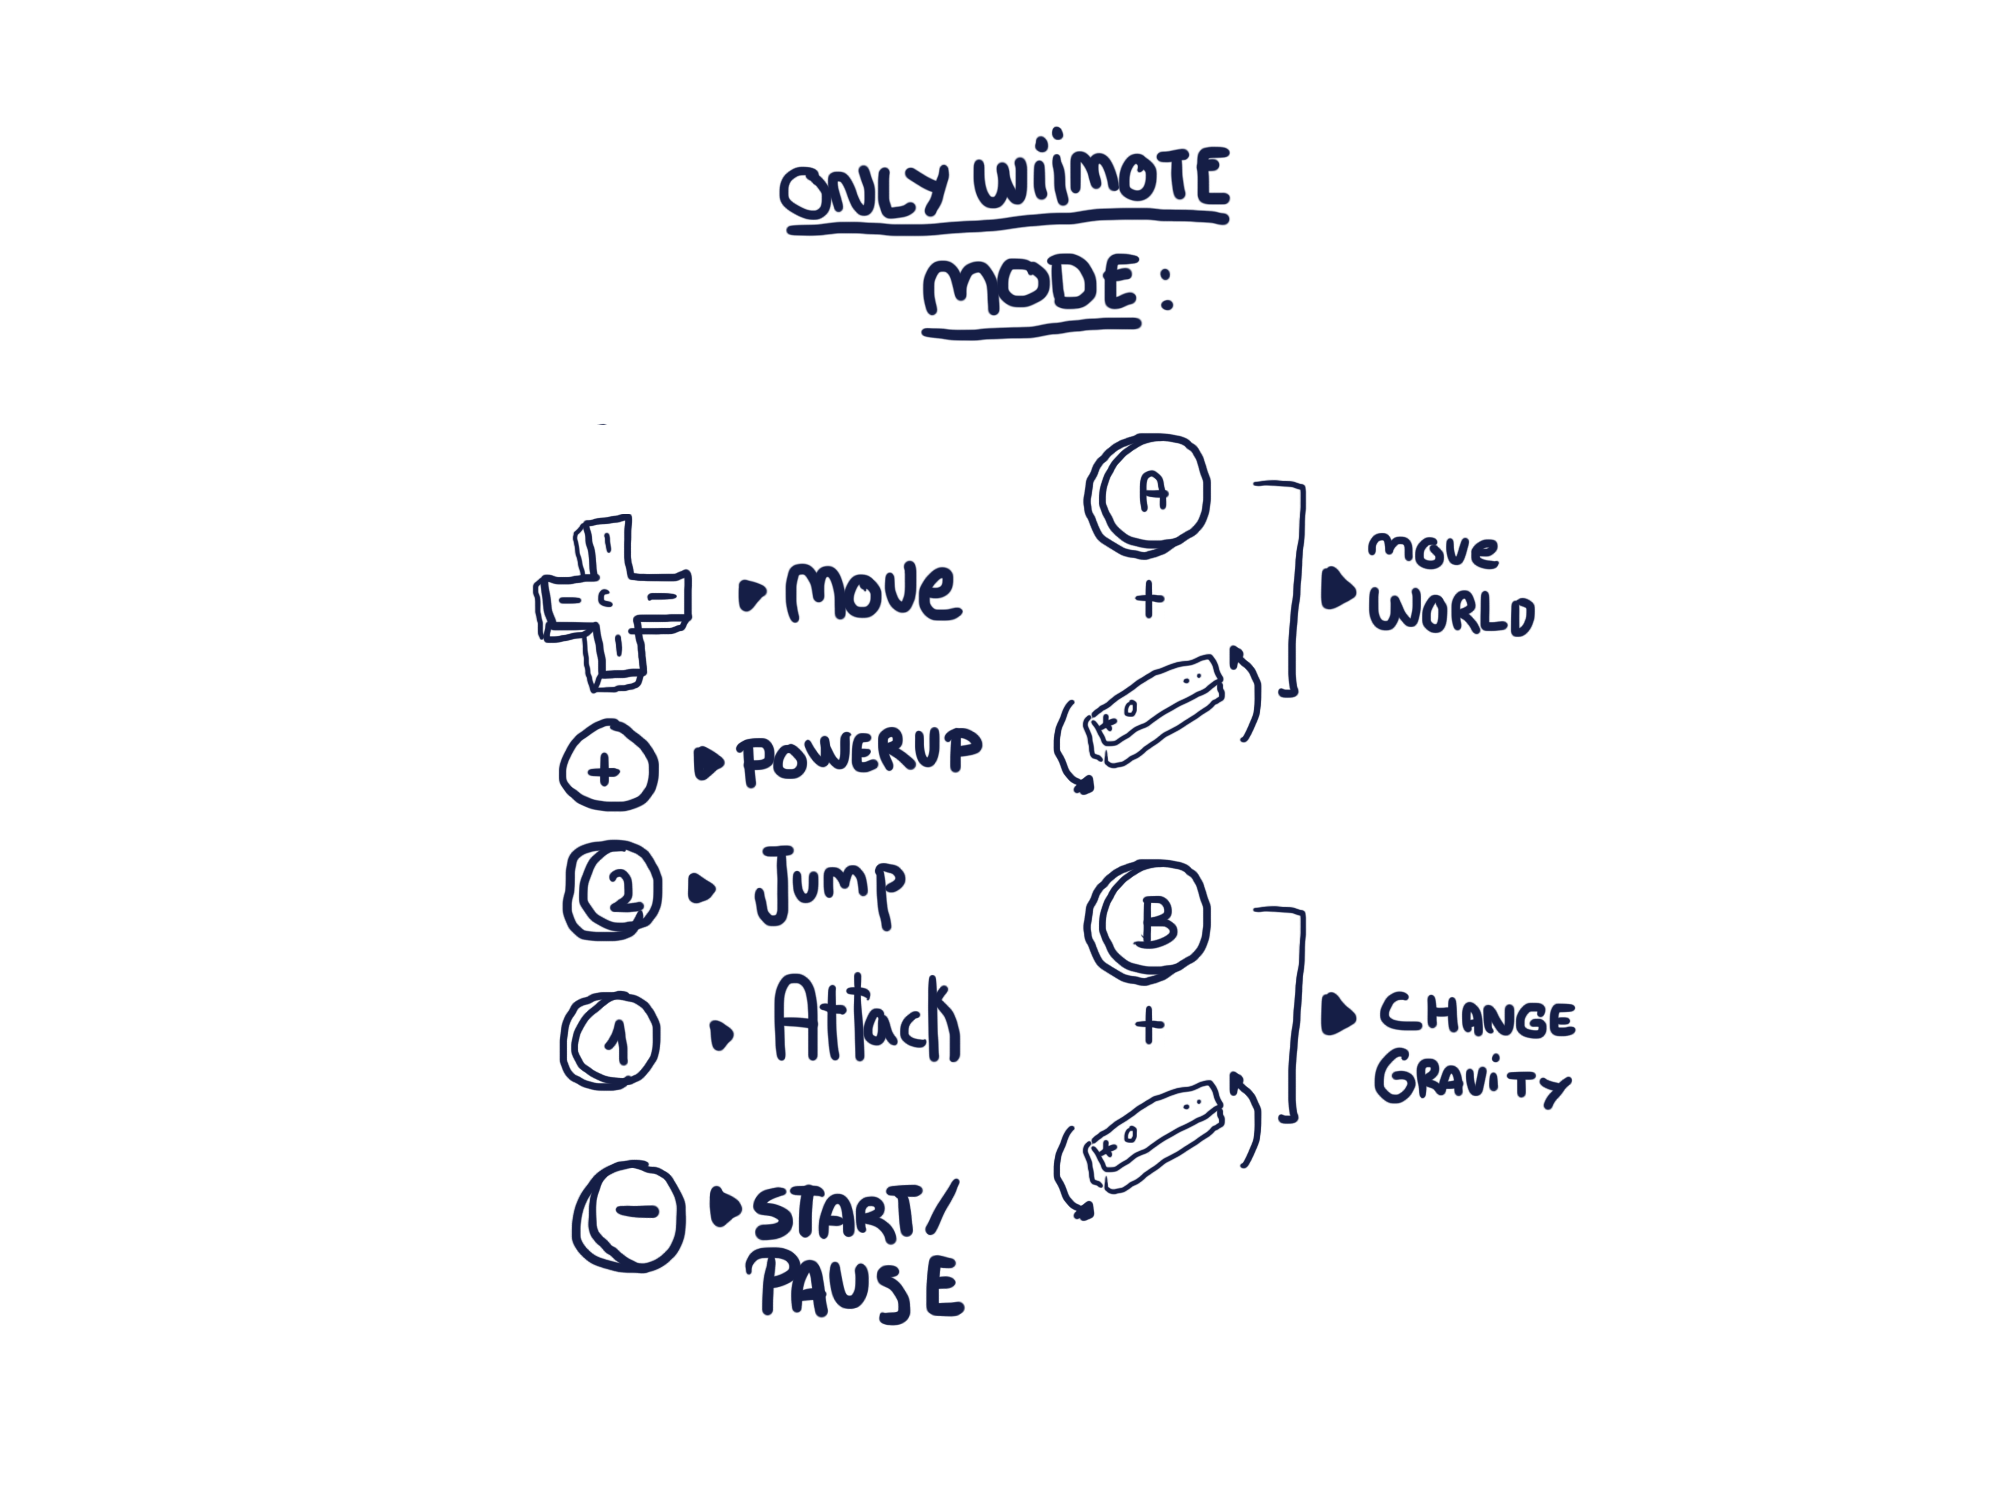 ONLY WiiMOTE
MODE:
move
+
POWERUP
2
Jump
1
Attack
-
START/
PAUSE
A
+
move
WORLD
B
+
CHANGE
GRAViTY